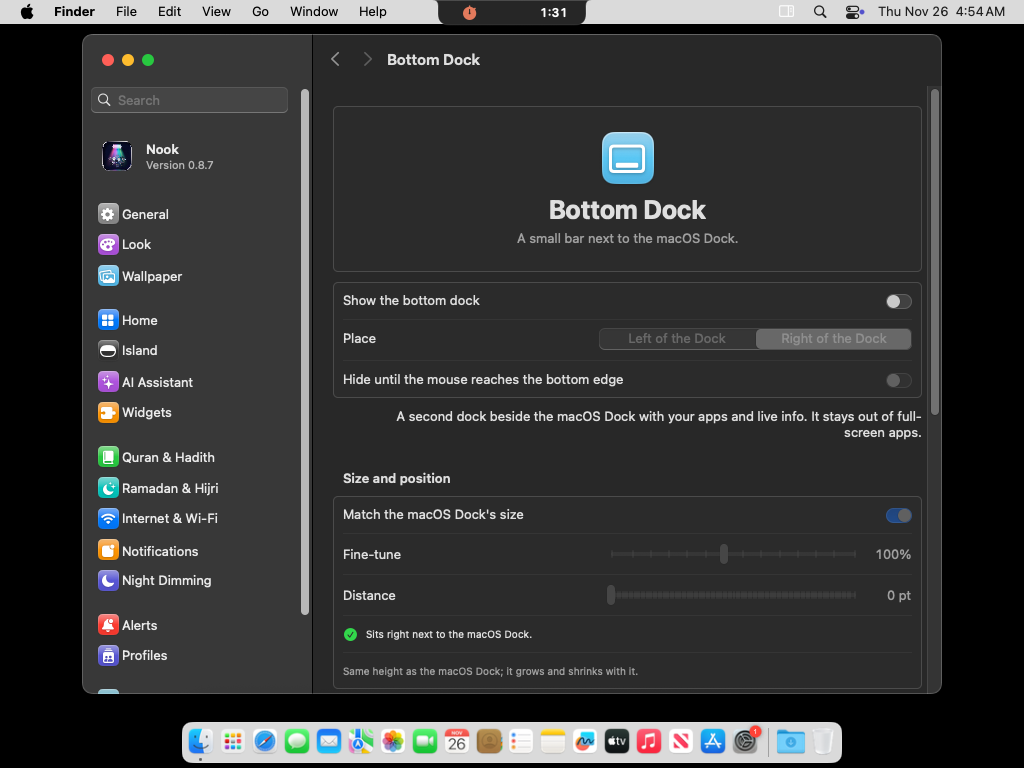 Finder File Edit View Go Window Help 1:31 Thu Nov 26 4:54 AM
Bottom Dock
Search
Nook
Version 0.8.7
General
Look
Wallpaper
Home
Island
AI Assistant
Widgets
Quran & Hadith
Ramadan & Hijri
Internet & Wi-Fi
Notifications
Night Dimming
Alerts
Profiles
Bottom Dock
A small bar next to the macOS Dock.
Show the bottom dock
Place Left of the Dock Right of the Dock
Hide until the mouse reaches the bottom edge
A second dock beside the macOS Dock with your apps and live info. It stays out of full-
screen apps.
Size and position
Match the macOS Dock's size
Fine-tune 100%
Distance 0 pt
Sits right next to the macOS Dock.
Same height as the macOS Dock; it grows and shrinks with it.
NOV
26
tv
1